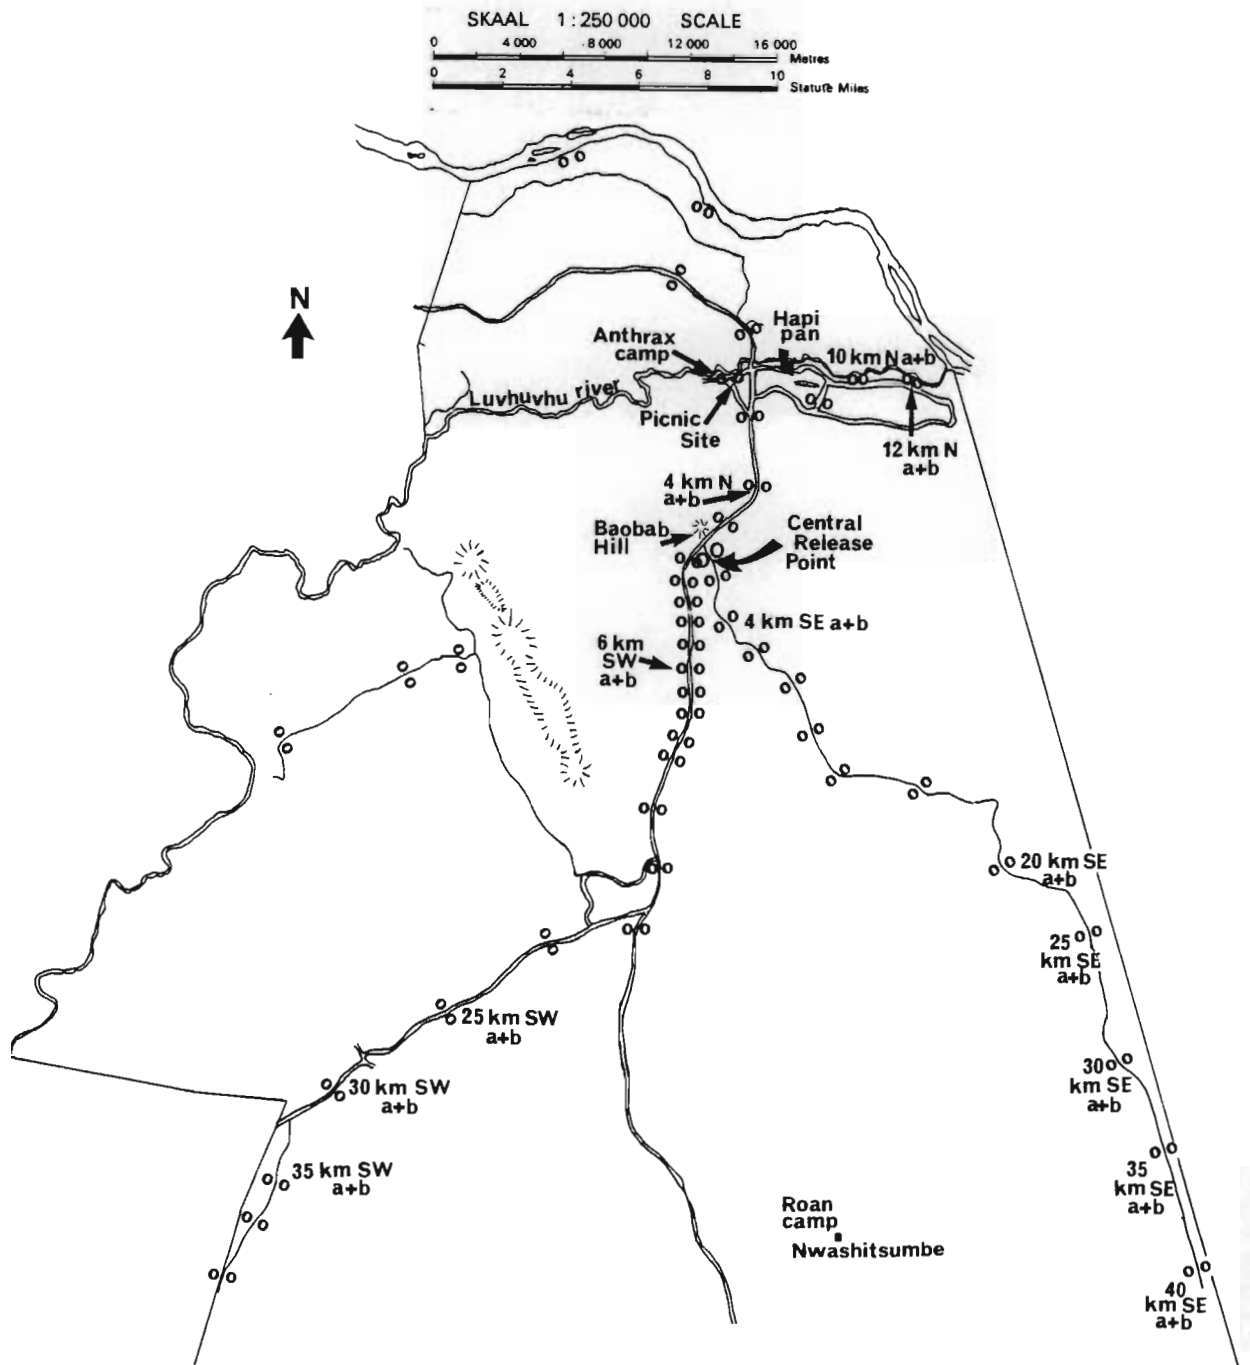 SKAAL 1 : 250 000 SCALE
0 4 000 8 000 12 000 16 000
Metres
0 2 4 6 8 10
Statute Miles
N
Hapi
pan
Anthrax
camp
10 km N a+b
Luvhuvhu river
Picnic
Site
12 km N
a+b
4 km N
a+b
Baobab
Hill
Central
Release
Point
4 km SE a+b
6 km
SW
a+b
20 km SE
a+b
25
km SE
a+b
25 km SW
a+b
30
km SE
a+b
30 km SW
a+b
35 km SW
a+b
35
km SE
a+b
Roan
camp
Nwashitsumbe
40
km SE
a+b